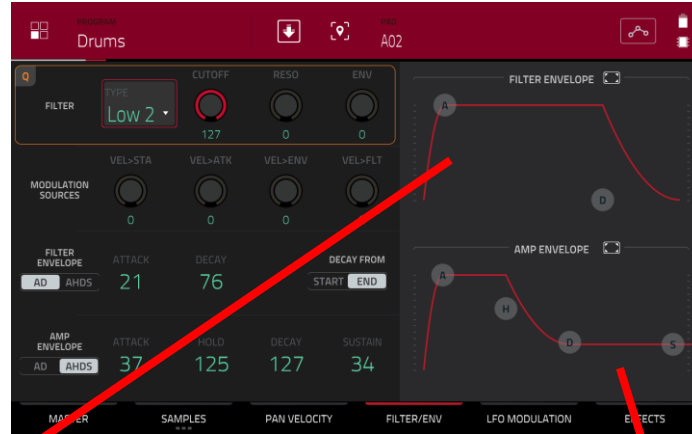 PROGRAM
Drums
PAD
A02
Q
FILTER
TYPE
Low 2
CUTOFF
127
RESO
0
ENV
0
FILTER ENVELOPE
A
D
MODULATION
SOURCES
VEL>STA
0
VEL>ATK
0
VEL>ENV
0
VEL>FLT
0
FILTER
ENVELOPE
AD AHDS
ATTACK
21
DECAY
76
DECAY FROM
START END
AMP ENVELOPE
A
H
D
S
AMP
ENVELOPE
AD AHDS
ATTACK
37
HOLD
125
DECAY
127
SUSTAIN
34
MASTER SAMPLES PAN VELOCITY FILTER/ENV LFO MODULATION EFFECTS